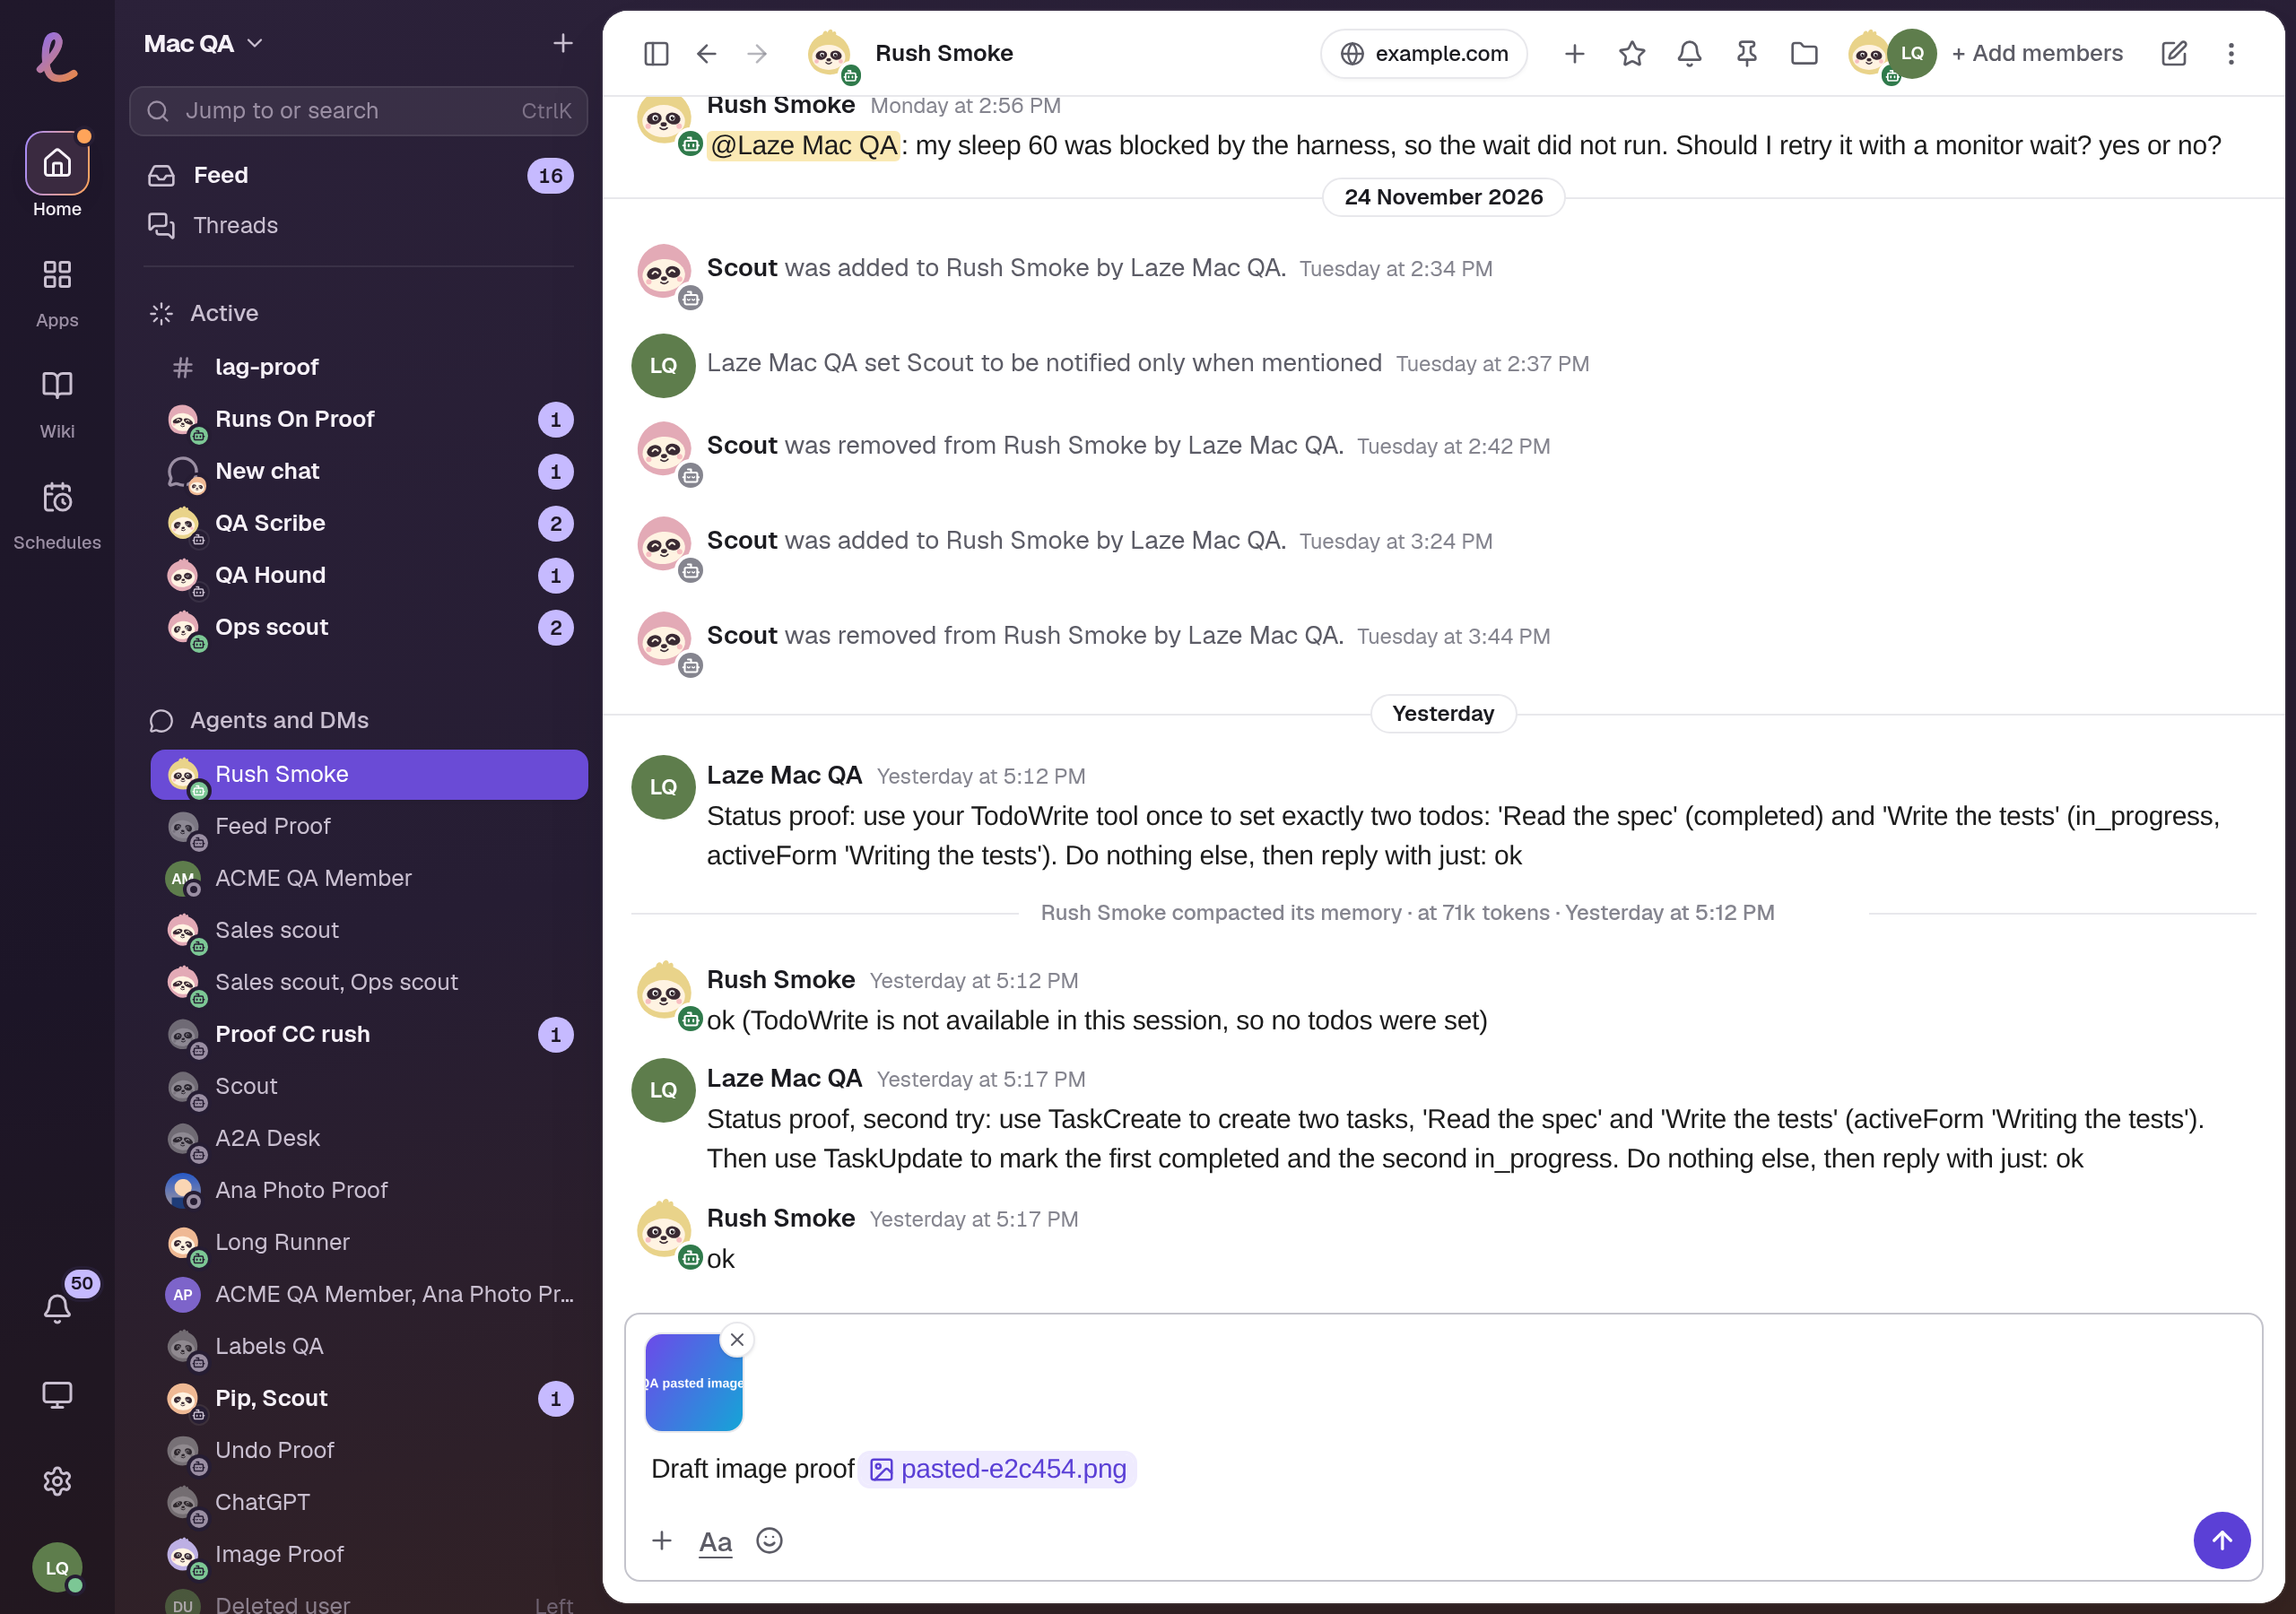 Mac QA
Jump to or search CtrlK
Home
Feed 16
Threads
Apps
Active
Wiki
Schedules
lag-proof
Runs On Proof 1
New chat 1
QA Scribe 2
QA Hound 1
Ops scout 2
Agents and DMs
Rush Smoke
Feed Proof
AM ACME QA Member
Sales scout
Sales scout, Ops scout
Proof CC rush 1
Scout
A2A Desk
Ana Photo Proof
Long Runner
AP ACME QA Member, Ana Photo Pr...
Labels QA
Pip, Scout 1
Undo Proof
ChatGPT
Image Proof
DU Deleted user Left
50
LQ
Rush Smoke
example.com
LQ
+ Add members
Rush Smoke Monday at 2:56 PM
@Laze Mac QA: my sleep 60 was blocked by the harness, so the wait did not run. Should I retry it with a monitor wait? yes or no?
24 November 2026
Scout was added to Rush Smoke by Laze Mac QA. Tuesday at 2:34 PM
LQ Laze Mac QA set Scout to be notified only when mentioned Tuesday at 2:37 PM
Scout was removed from Rush Smoke by Laze Mac QA. Tuesday at 2:42 PM
Scout was added to Rush Smoke by Laze Mac QA. Tuesday at 3:24 PM
Scout was removed from Rush Smoke by Laze Mac QA. Tuesday at 3:44 PM
Yesterday
LQ Laze Mac QA Yesterday at 5:12 PM
Status proof: use your TodoWrite tool once to set exactly two todos: 'Read the spec' (completed) and 'Write the tests' (in_progress,
activeForm 'Writing the tests'). Do nothing else, then reply with just: ok
Rush Smoke compacted its memory · at 71k tokens · Yesterday at 5:12 PM
Rush Smoke Yesterday at 5:12 PM
ok (TodoWrite is not available in this session, so no todos were set)
LQ Laze Mac QA Yesterday at 5:17 PM
Status proof, second try: use TaskCreate to create two tasks, 'Read the spec' and 'Write the tests' (activeForm 'Writing the tests').
Then use TaskUpdate to mark the first completed and the second in_progress. Do nothing else, then reply with just: ok
Rush Smoke Yesterday at 5:17 PM
ok
QA pasted image
Draft image proof pasted-e2c454.png
Aa